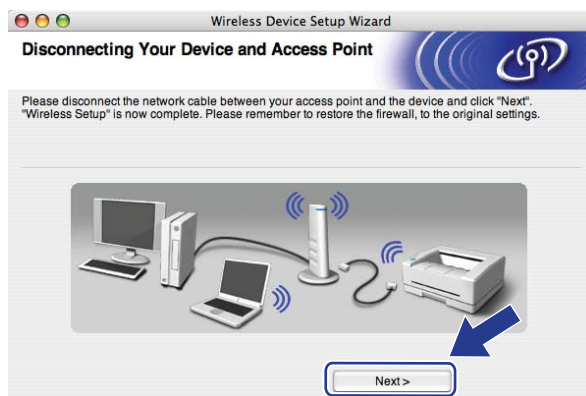 Wireless Device Setup Wizard
Disconnecting Your Device and Access Point
Please disconnect the network cable between your access point and the device and click "Next".
"Wireless Setup" is now complete. Please remember to restore the firewall, to the original settings.
Next >